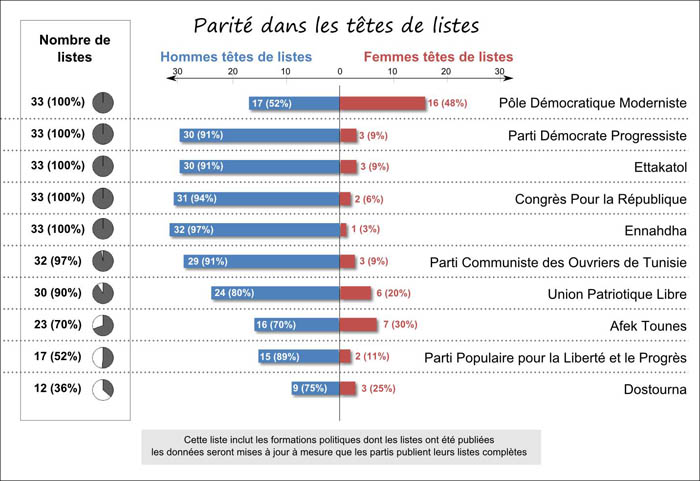 Parité dans les têtes de listes
Nombre de
listes
Hommes têtes de listes Femmes têtes de listes
30 20 10 0 10 20 30
33 (100%) 17 (52%) 16 (48%) Pôle Démocratique Moderniste
33 (100%) 30 (91%) 3 (9%) Parti Démocrate Progressiste
33 (100%) 30 (91%) 3 (9%) Ettakatol
33 (100%) 31 (94%) 2 (6%) Congrès Pour la République
33 (100%) 32 (97%) 1 (3%) Ennahdha
32 (97%) 29 (91%) 3 (9%) Parti Communiste des Ouvriers de Tunisie
30 (90%) 24 (80%) 6 (20%) Union Patriotique Libre
23 (70%) 16 (70%) 7 (30%) Afek Tounes
17 (52%) 15 (89%) 2 (11%) Parti Populaire pour la Liberté et le Progrès
12 (36%) 9 (75%) 3 (25%) Dostourna
Cette liste inclut les formations politiques dont les listes ont été publiées
les données seront mises à jour à mesure que les partis publient leurs listes complètes